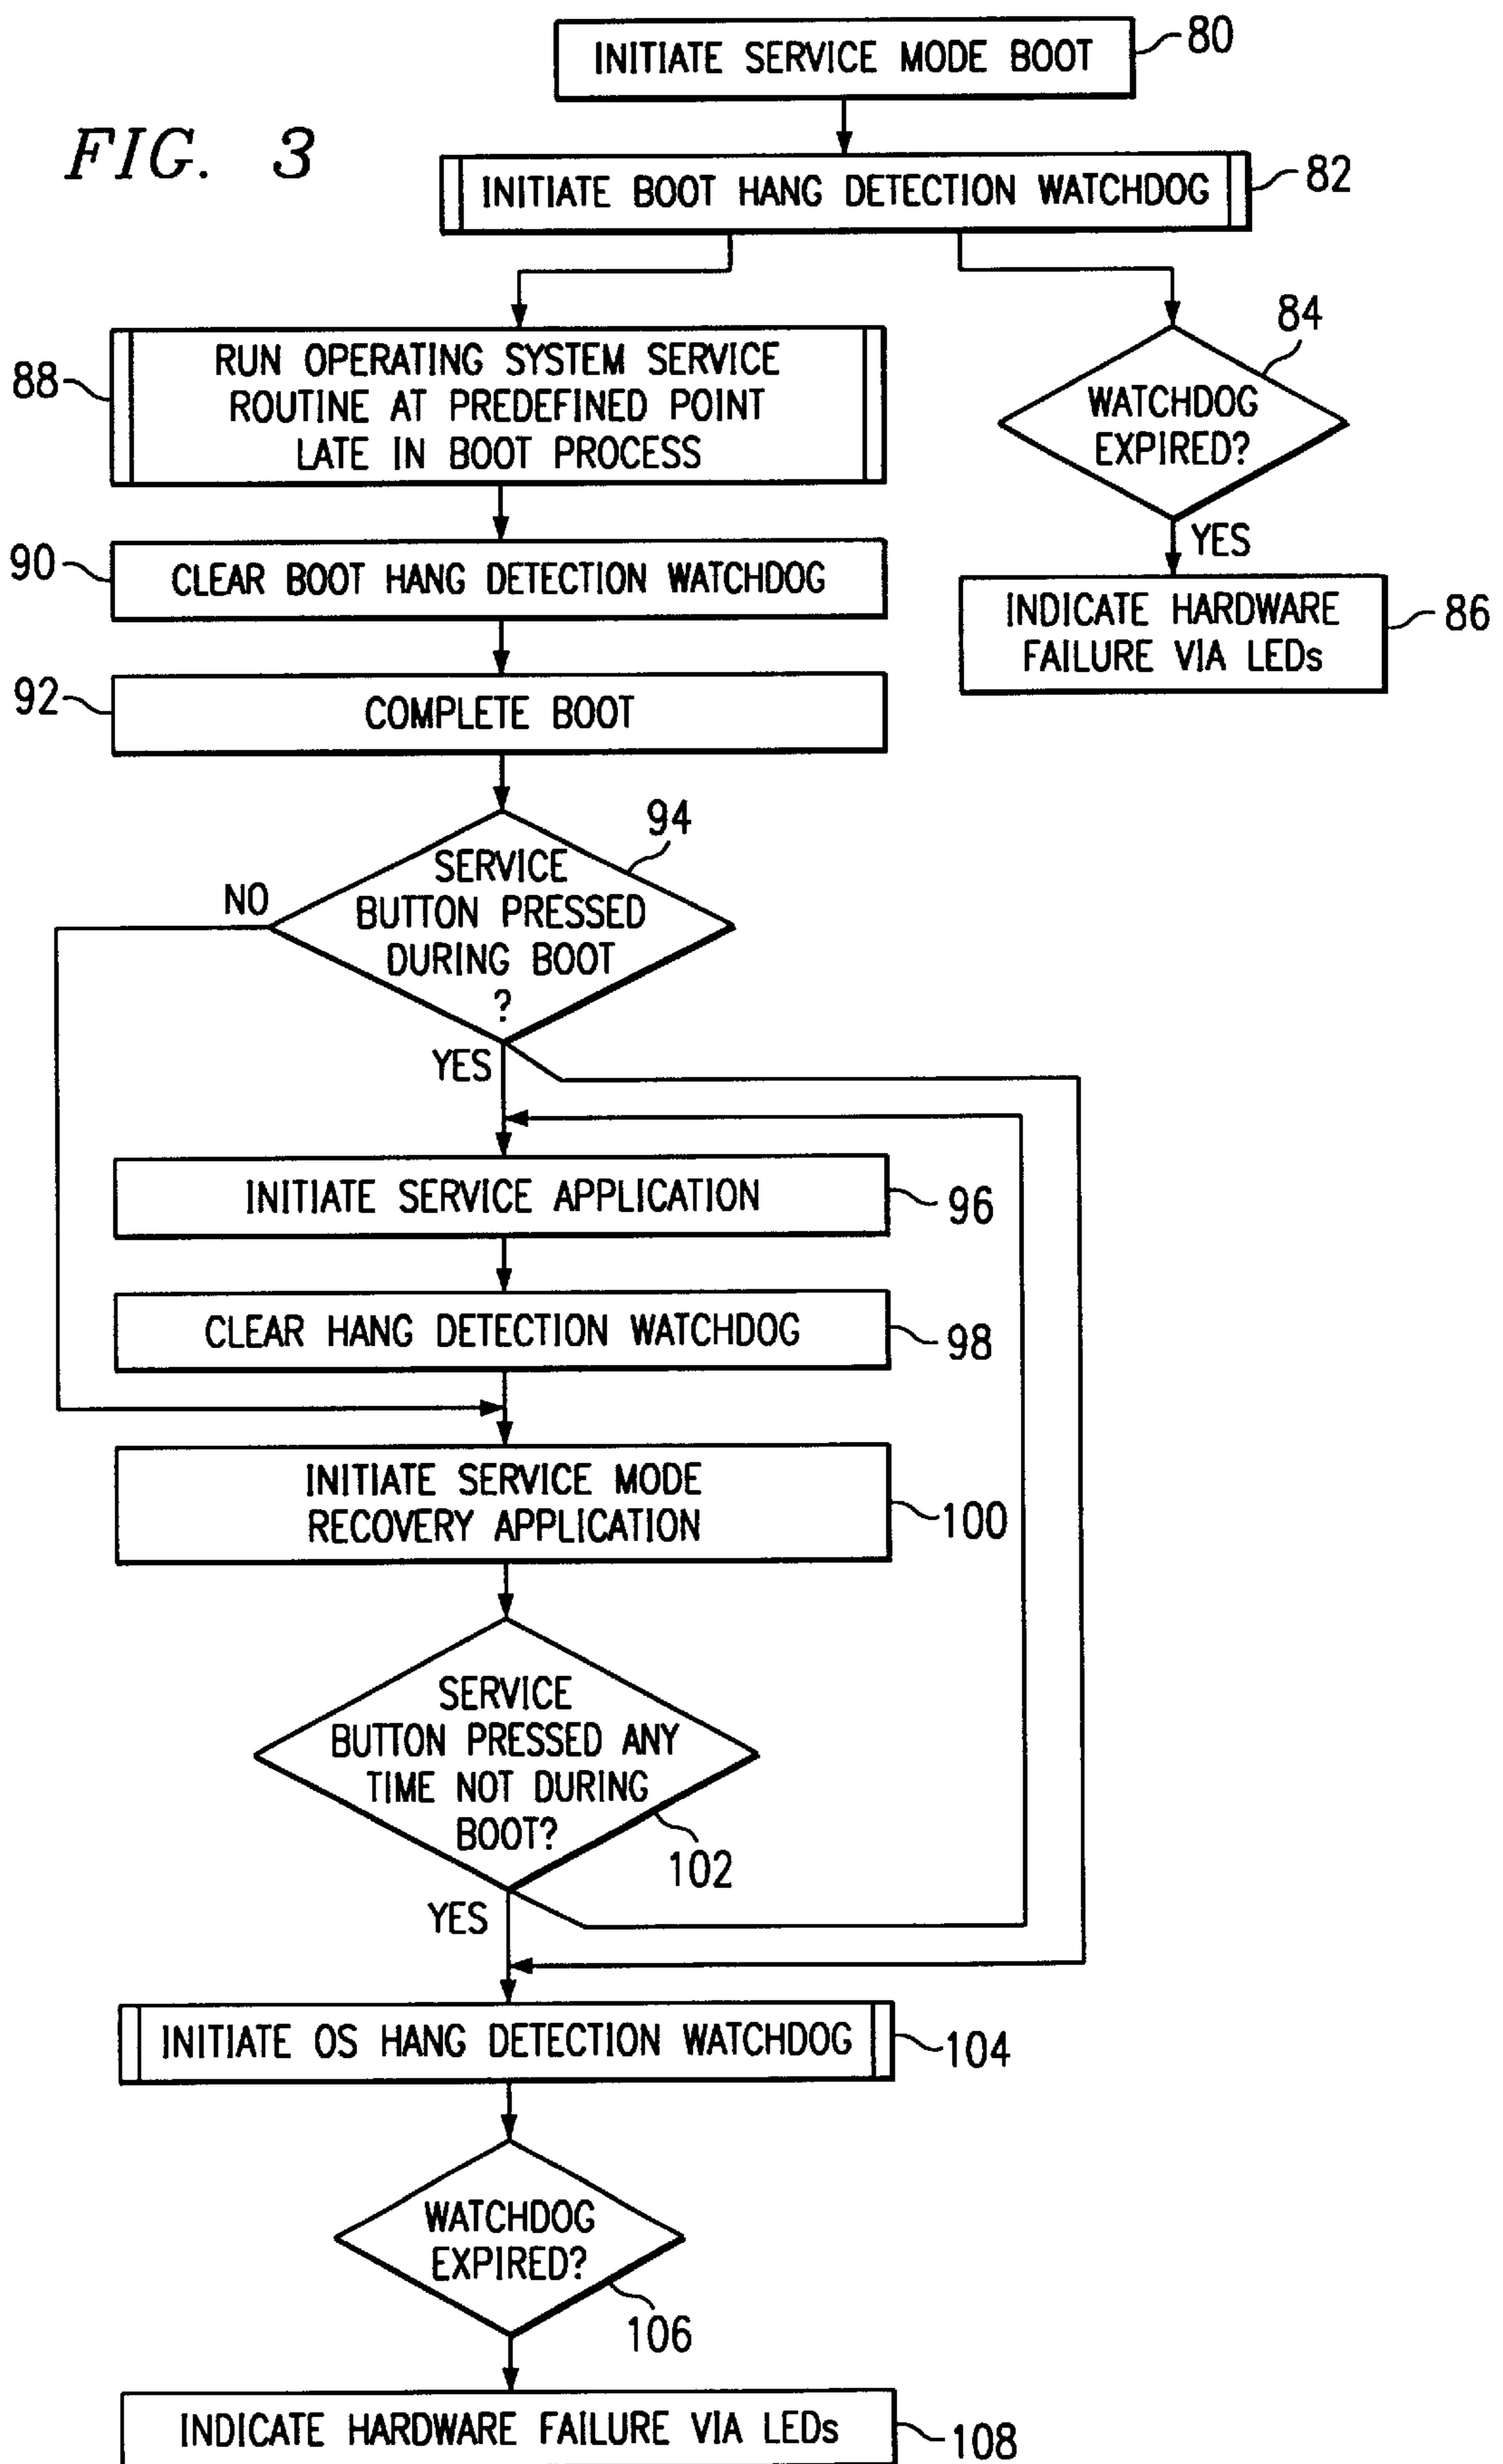 FIG. 3
INITIATE SERVICE MODE BOOT
80
INITIATE BOOT HANG DETECTION WATCHDOG
82
RUN OPERATING SYSTEM SERVICE
ROUTINE AT PREDEFINED POINT
LATE IN BOOT PROCESS
88
84
WATCHDOG
EXPIRED?
YES
INDICATE HARDWARE
FAILURE VIA LEDs
86
90
CLEAR BOOT HANG DETECTION WATCHDOG
92
COMPLETE BOOT
94
SERVICE
BUTTON PRESSED
DURING BOOT
?
NO
YES
INITIATE SERVICE APPLICATION
96
CLEAR HANG DETECTION WATCHDOG
98
INITIATE SERVICE MODE
RECOVERY APPLICATION
100
SERVICE
BUTTON PRESSED ANY
TIME NOT DURING
BOOT?
102
YES
INITIATE OS HANG DETECTION WATCHDOG
104
WATCHDOG
EXPIRED?
106
INDICATE HARDWARE FAILURE VIA LEDs
108